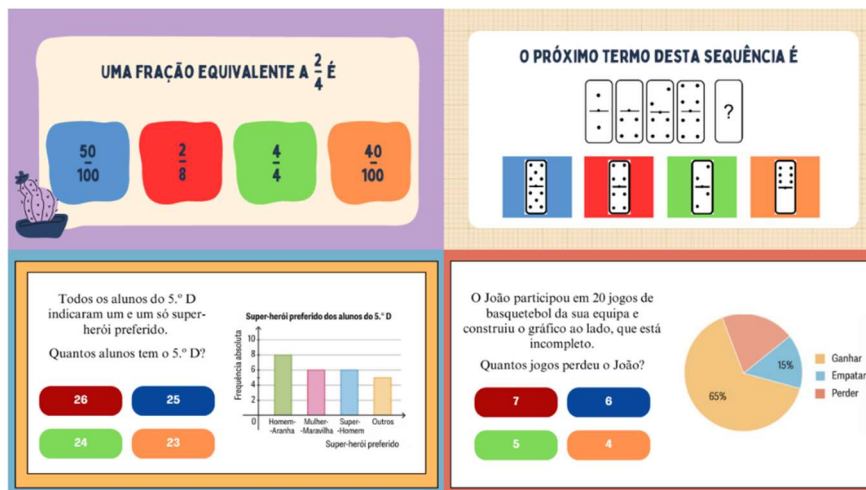 UMA FRAÇÃO EQUIVALENTE A 2/4 É
50/100
2/8
4/4
40/100
O PRÓXIMO TERMO DESTA SEQUÊNCIA É
?
Todos os alunos do 5.º D
indicaram um e um só super-
herói preferido.
Quantos alunos tem o 5.º D?
26
25
24
23
Super-herói preferido dos alunos do 5.º D
Frequência absoluta
10
8
6
4
2
0
Homem-
-Aranha
Mulher-
-Maravilha
Super-
-Homem
Outros
Super-herói preferido
O João participou em 20 jogos de
basquetebol da sua equipa e
construiu o gráfico ao lado, que está
incompleto.
Quantos jogos perdeu o João?
7
6
5
4
65%
15%
Ganhar
Empatar
Perder